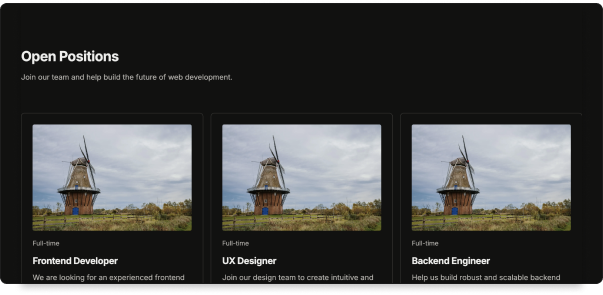 Open Positions
Join our team and help build the future of web development.
Full-time
Frontend Developer
We are looking for an experienced frontend
Full-time
UX Designer
Join our design team to create intuitive and
Full-time
Backend Engineer
Help us build robust and scalable backend